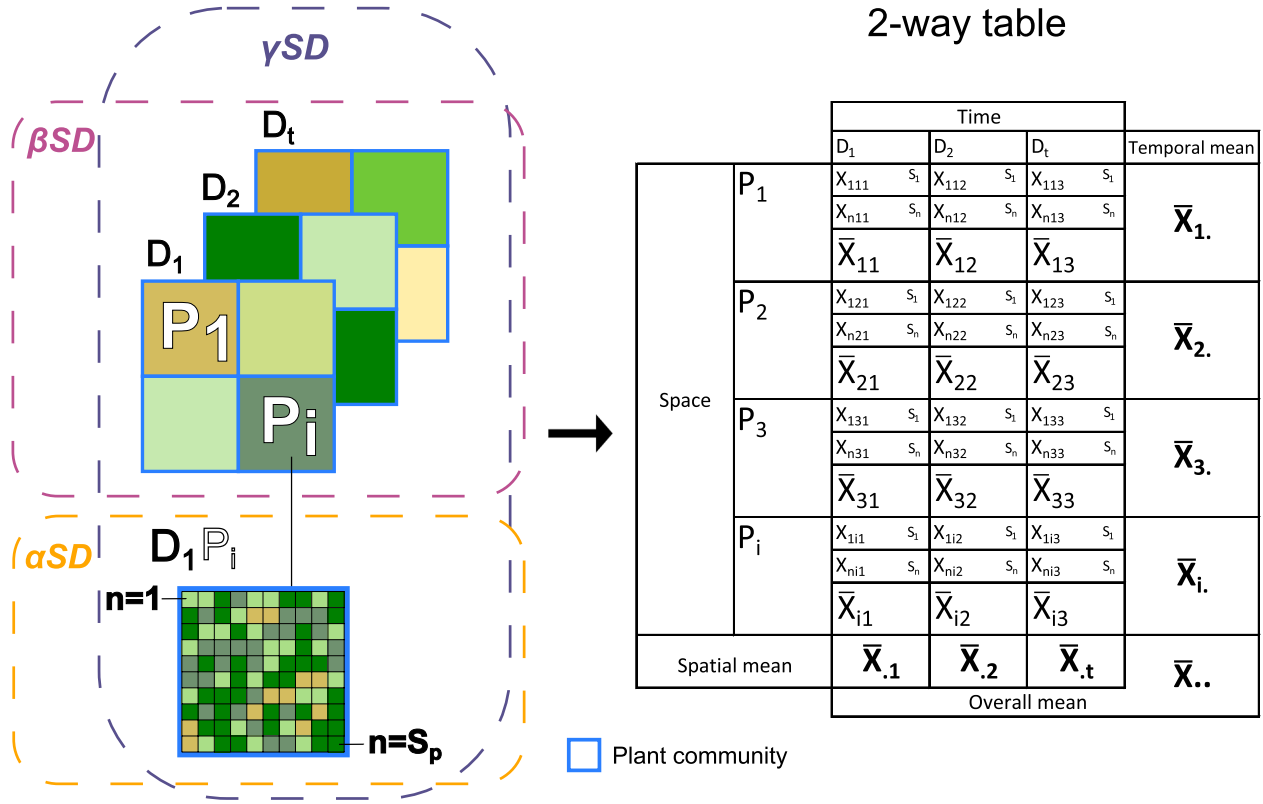 γSD
βSD
Dt
D2
D1
P1
Pi
αSD
D1 Pi
n=1
n=Sp
Plant community
2-way table
Time
D1 D2 Dt Temporal mean
Space
P1
X111 S1 X112 S1 X113 S1
Xn11 Sn Xn12 Sn Xn13 Sn
X̅11 X̅12 X̅13
X̅1.
P2
X121 S1 X122 S1 X123 S1
Xn21 Sn Xn22 Sn Xn23 Sn
X̅21 X̅22 X̅23
X̅2.
P3
X131 S1 X132 S1 X133 S1
Xn31 Sn Xn32 Sn Xn33 Sn
X̅31 X̅32 X̅33
X̅3.
Pi
X1i1 S1 X1i2 S1 X1i3 S1
Xni1 Sn Xni2 Sn Xni3 Sn
X̅i1 X̅i2 X̅i3
X̅i.
Spatial mean X̅.1 X̅.2 X̅.t
X̅..
Overall mean